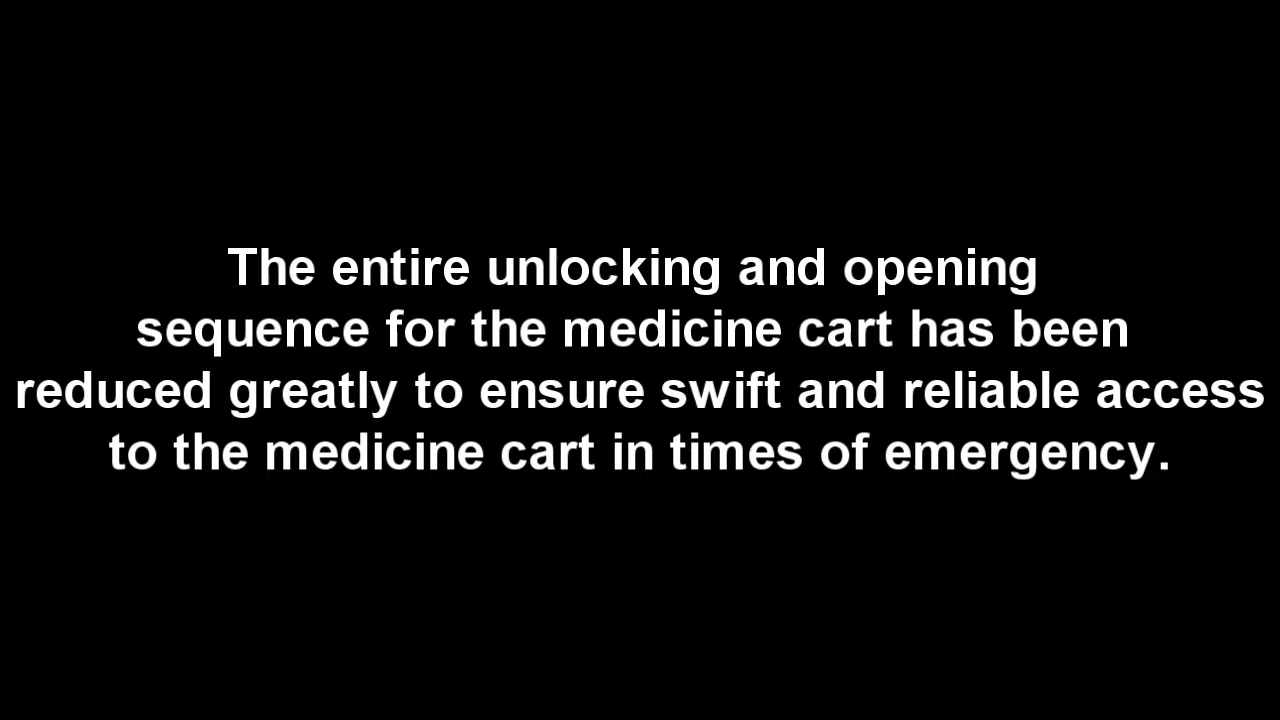 The entire unlocking and opening
sequence for the medicine cart has been
reduced greatly to ensure swift and reliable access
to the medicine cart in times of emergency.